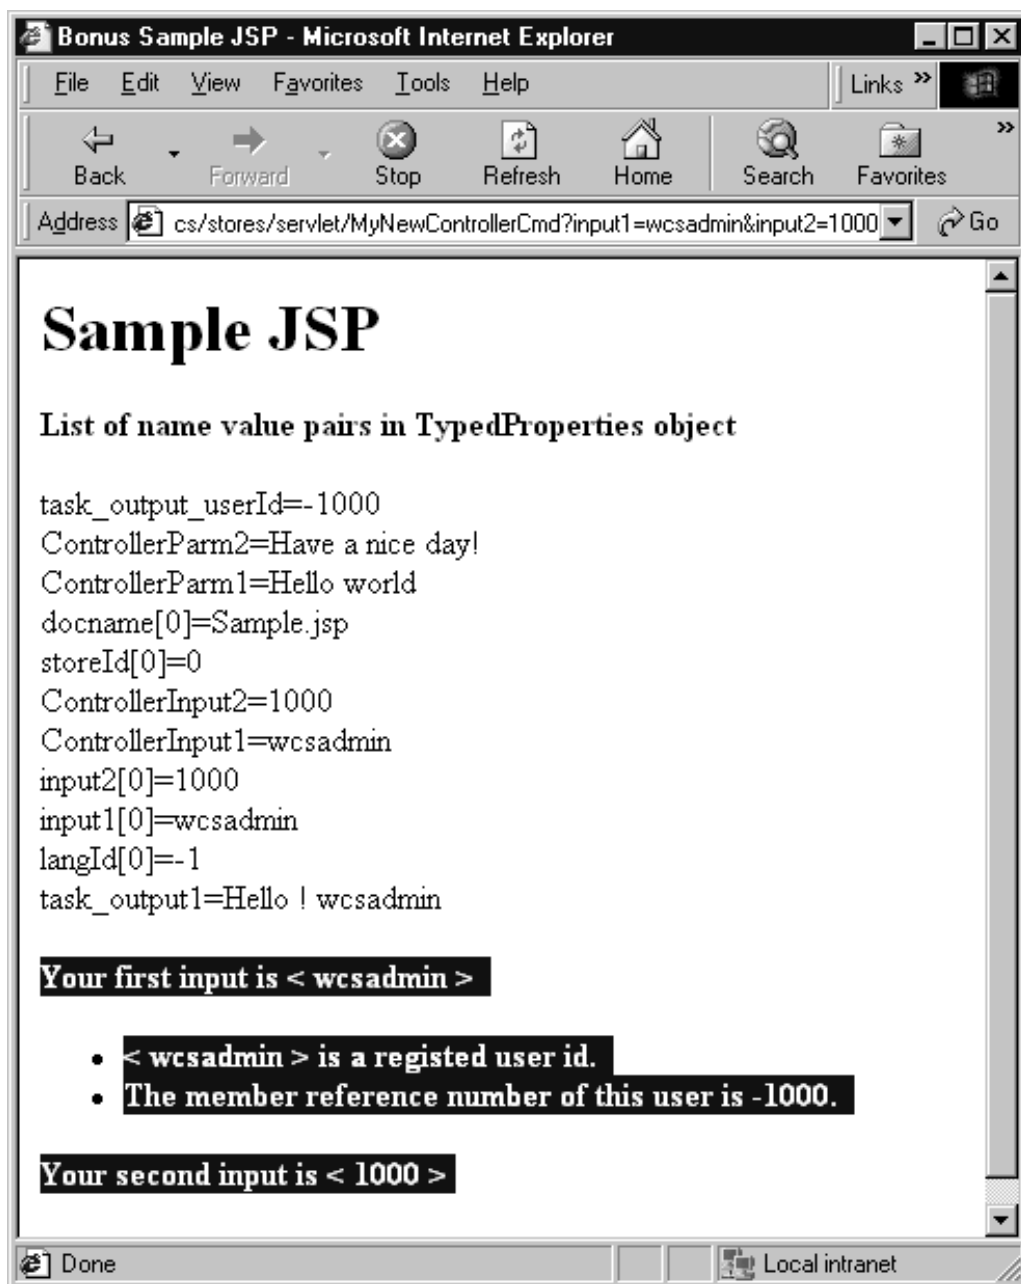 Bonus Sample JSP - Microsoft Internet Explorer
File Edit View Favorites Tools Help Links »
Back Forward Stop Refresh Home Search Favorites »
Address cs/stores/servlet/MyNewControllerCmd?input1=wcsadmin&input2=1000 Go
Sample JSP
List of name value pairs in TypedProperties object
task_output_userId=-1000
ControllerParm2=Have a nice day!
ControllerParm1=Hello world
docname[0]=Sample.jsp
storeId[0]=0
ControllerInput2=1000
ControllerInput1=wcsadmin
input2[0]=1000
input1[0]=wcsadmin
langId[0]=-1
task_output1=Hello ! wcsadmin
Your first input is < wcsadmin >
• < wcsadmin > is a registed user id.
• The member reference number of this user is -1000.
Your second input is < 1000 >
Done Local intranet